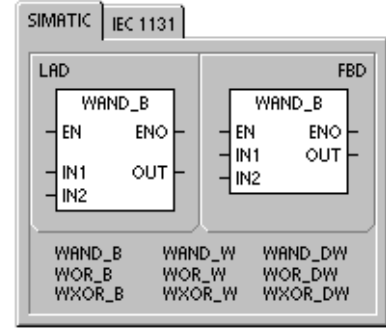 SIMATIC IEC 1131
LAD FBD
WAND_B WAND_B
EN ENO EN ENO
IN1 OUT IN1 OUT
IN2 IN2
WAND_B WAND_W WAND_DW
WOR_B WOR_W WOR_DW
WXOR_B WXOR_W WXOR_DW